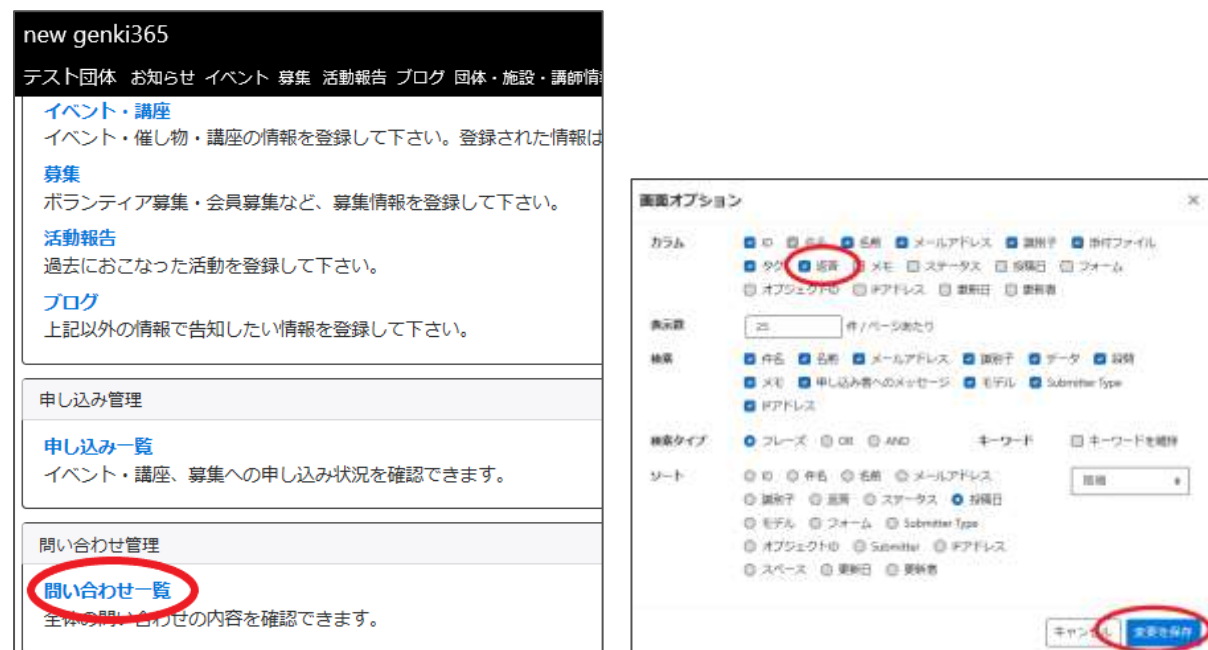 new genki365
テスト団体 お知らせ イベント 募集 活動報告 ブログ 団体・施設・講師情
イベント・講座
イベント・催し物・講座の情報を登録して下さい。登録された情報は
募集
ボランティア募集・会員募集など、募集情報を登録して下さい。
活動報告
過去におこなった活動を登録して下さい。
ブログ
上記以外の情報で告知したい情報を登録して下さい。
申し込み管理
申し込み一覧
イベント・講座、募集への申し込み状況を確認できます。
問い合わせ管理
問い合わせ一覧
全体の問い合わせの内容を確認できます。
画面オプション ×
カラム ID 件名 名前 メールアドレス 識別子 添付ファイル
タグ 返答 メモ ステータス 投稿日 フォーム
オブジェクトID IPアドレス 更新日 更新者
表示数 25 件 / ページあたり
検索 件名 名前 メールアドレス 識別子 データ
メモ 申し込み者へのメッセージ モデル Submitter Type
IPアドレス
検索タイプ フレーズ OR AND キーワード キーワードを維持
ソート ID 件名 名前 メールアドレス
識別子 返答 ステータス 投稿日
モデル フォーム Submitter Type
オブジェクトID Submitter IPアドレス
スペース 更新日 更新者
キャンセル 変更を保存